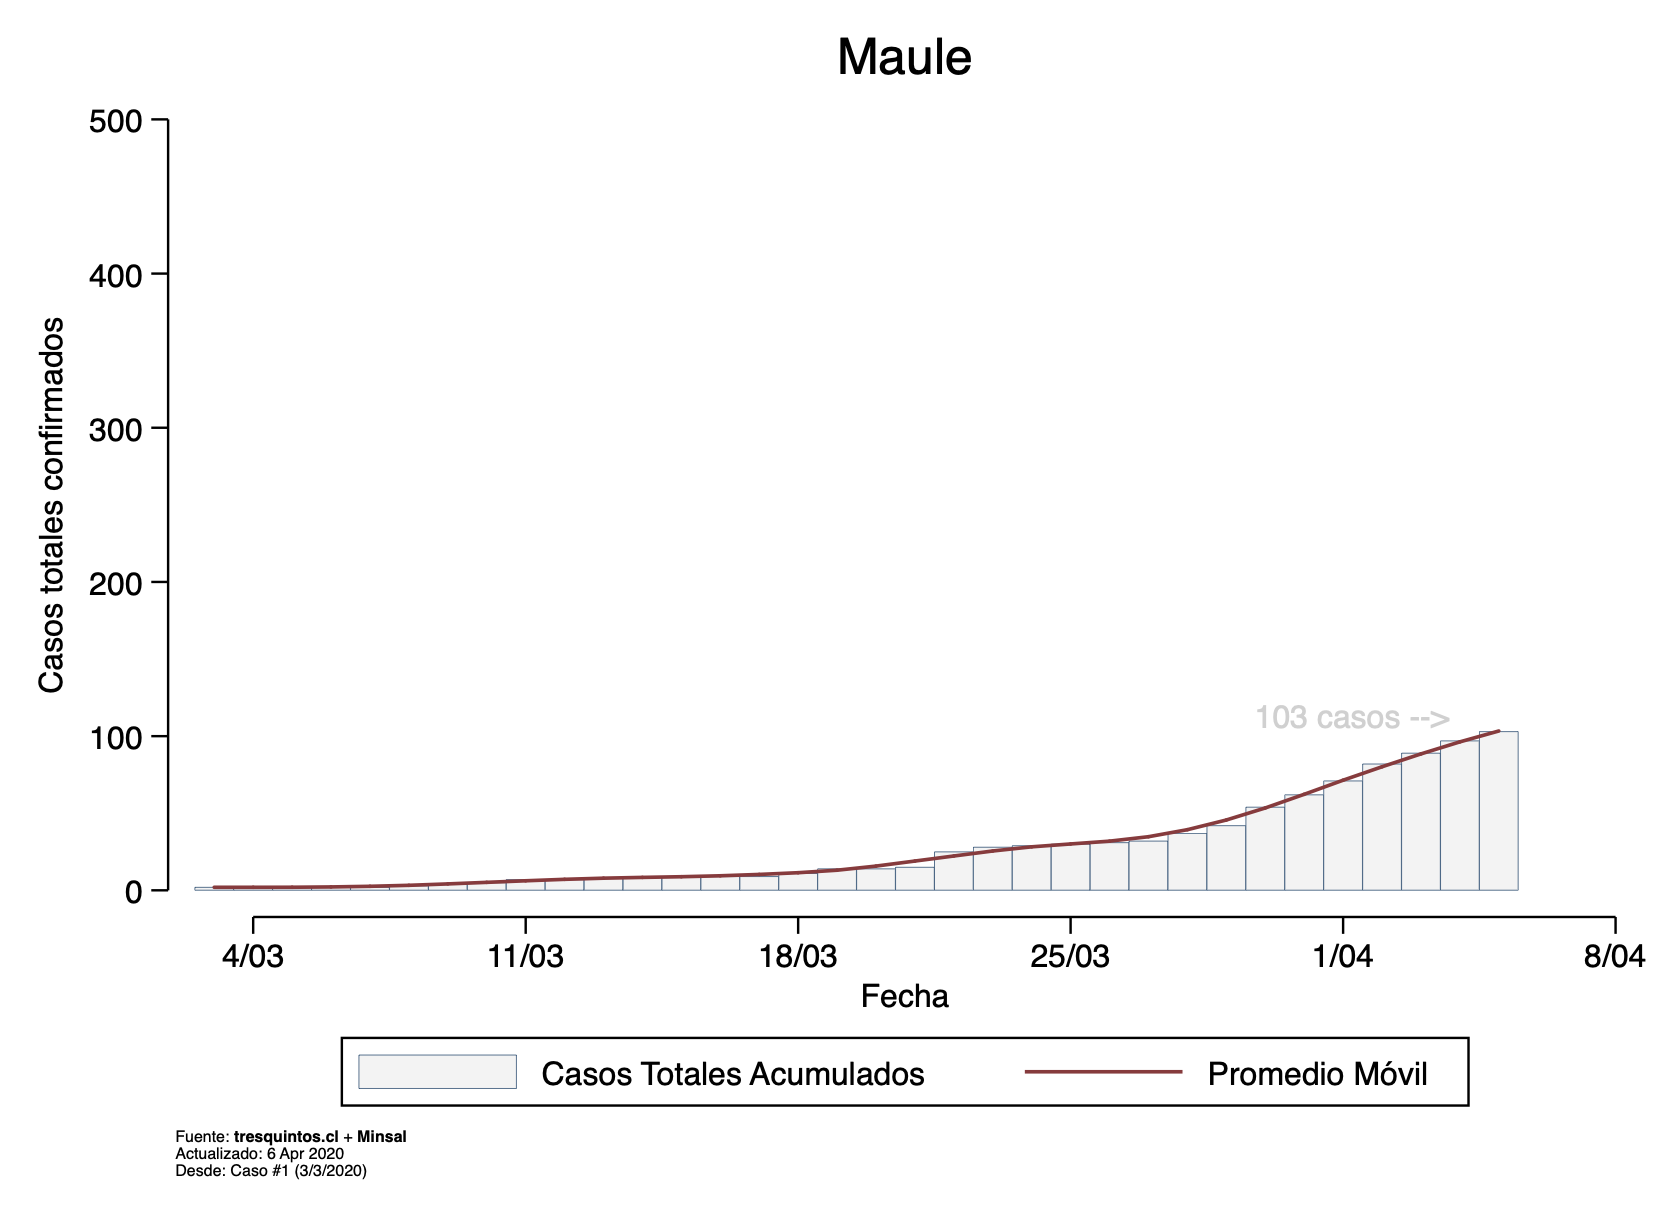 Maule
500
400
300
200
100
0
Casos totales confirmados
103 casos -->
4/03 11/03 18/03 25/03 1/04 8/04
Fecha
Casos Totales Acumulados Promedio Móvil
Fuente: tresquintos.cl + Minsal
Actualizado: 6 Apr 2020
Desde: Caso #1 (3/3/2020)